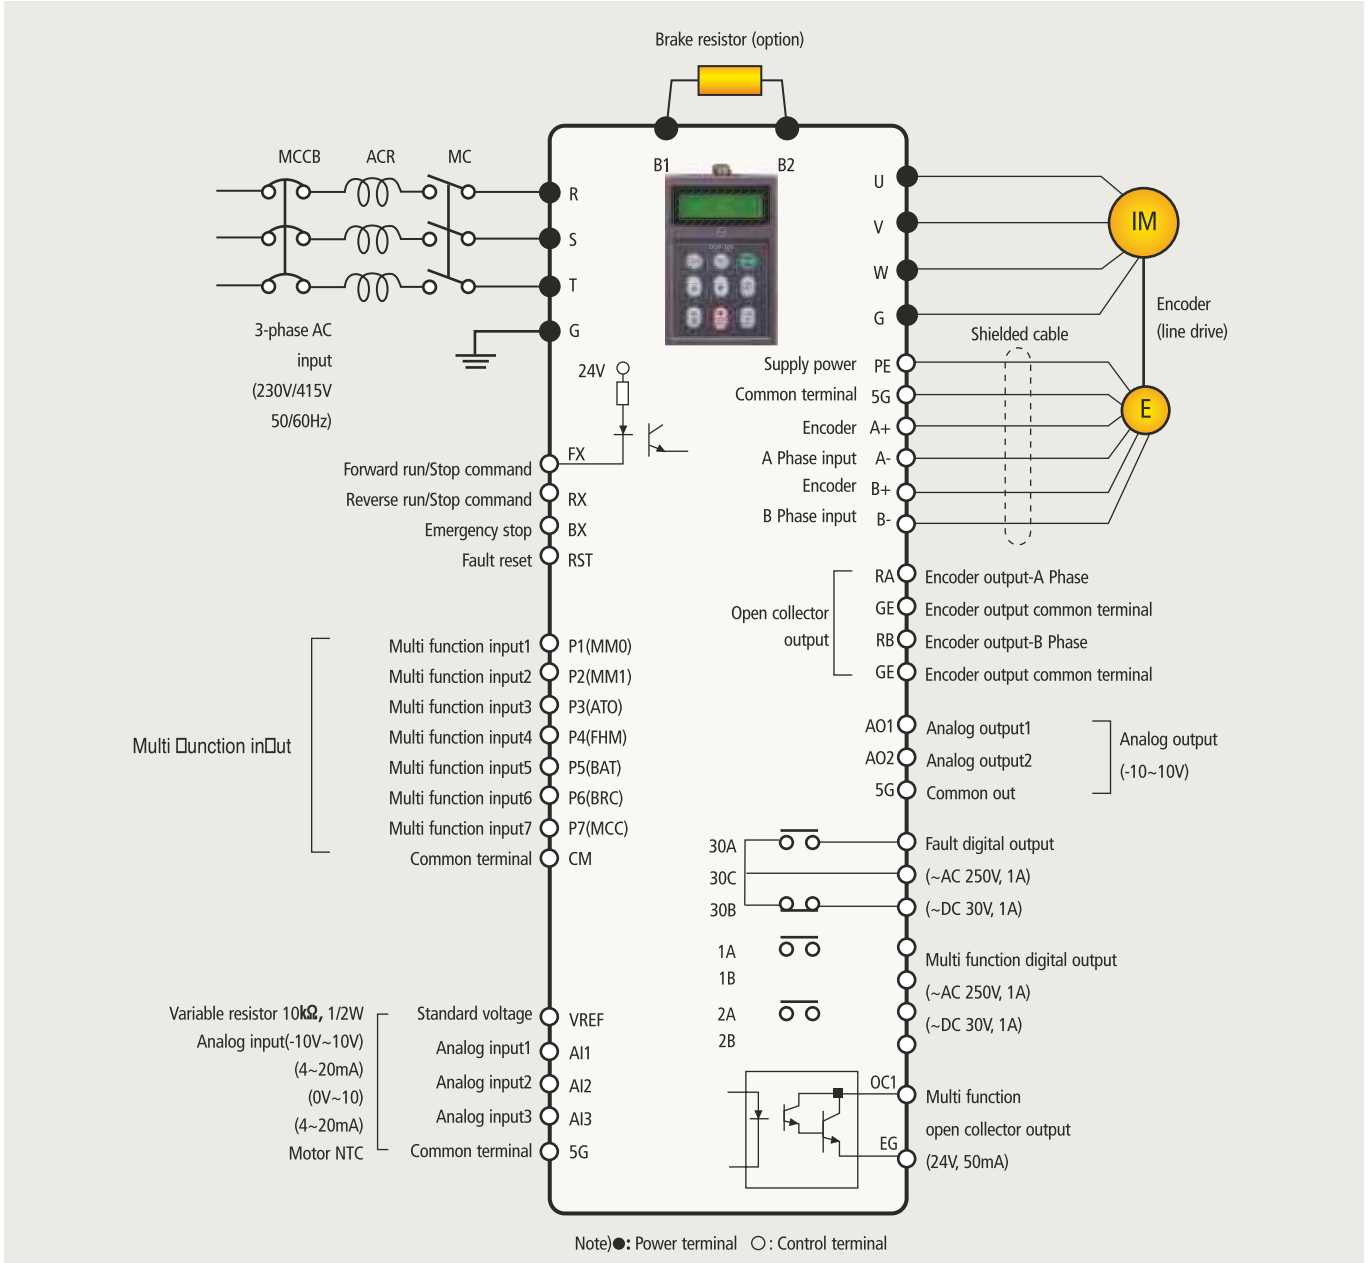 Brake resistor (option)
MCCB ACR MC
B1 B2
R
S
T
G
3-phase AC
input
(230V/415V
50/60Hz)
24V
FX
Forward run/Stop command
Reverse run/Stop command RX
Emergency stop BX
Fault reset RST
Multi function input1 P1(MM0)
Multi function input2 P2(MM1)
Multi function input3 P3(ATO)
Multi function input4 P4(FHM)
Multi function input5 P5(BAT)
Multi function input6 P6(BRC)
Multi function input7 P7(MCC)
Common terminal CM
Multi □unction in□ut
Variable resistor 10kΩ, 1/2W
Analog input(-10V~10V)
(4~20mA)
(0V~10)
(4~20mA)
Motor NTC
Standard voltage VREF
Analog input1 AI1
Analog input2 AI2
Analog input3 AI3
Common terminal 5G
U
V
W
G
IM
Encoder
(line drive)
Shielded cable
E
Supply power PE
Common terminal 5G
Encoder A+
A Phase input A-
Encoder B+
B Phase input B-
Open collector
output
RA Encoder output-A Phase
GE Encoder output common terminal
RB Encoder output-B Phase
GE Encoder output common terminal
AO1 Analog output1
AO2 Analog output2
5G Common out
Analog output
(-10~10V)
30A Fault digital output
30C (~AC 250V, 1A)
30B (~DC 30V, 1A)
1A
1B
2A
2B
Multi function digital output
(~AC 250V, 1A)
(~DC 30V, 1A)
OC1
EG
Multi function
open collector output
(24V, 50mA)
Note)●: Power terminal ○: Control terminal